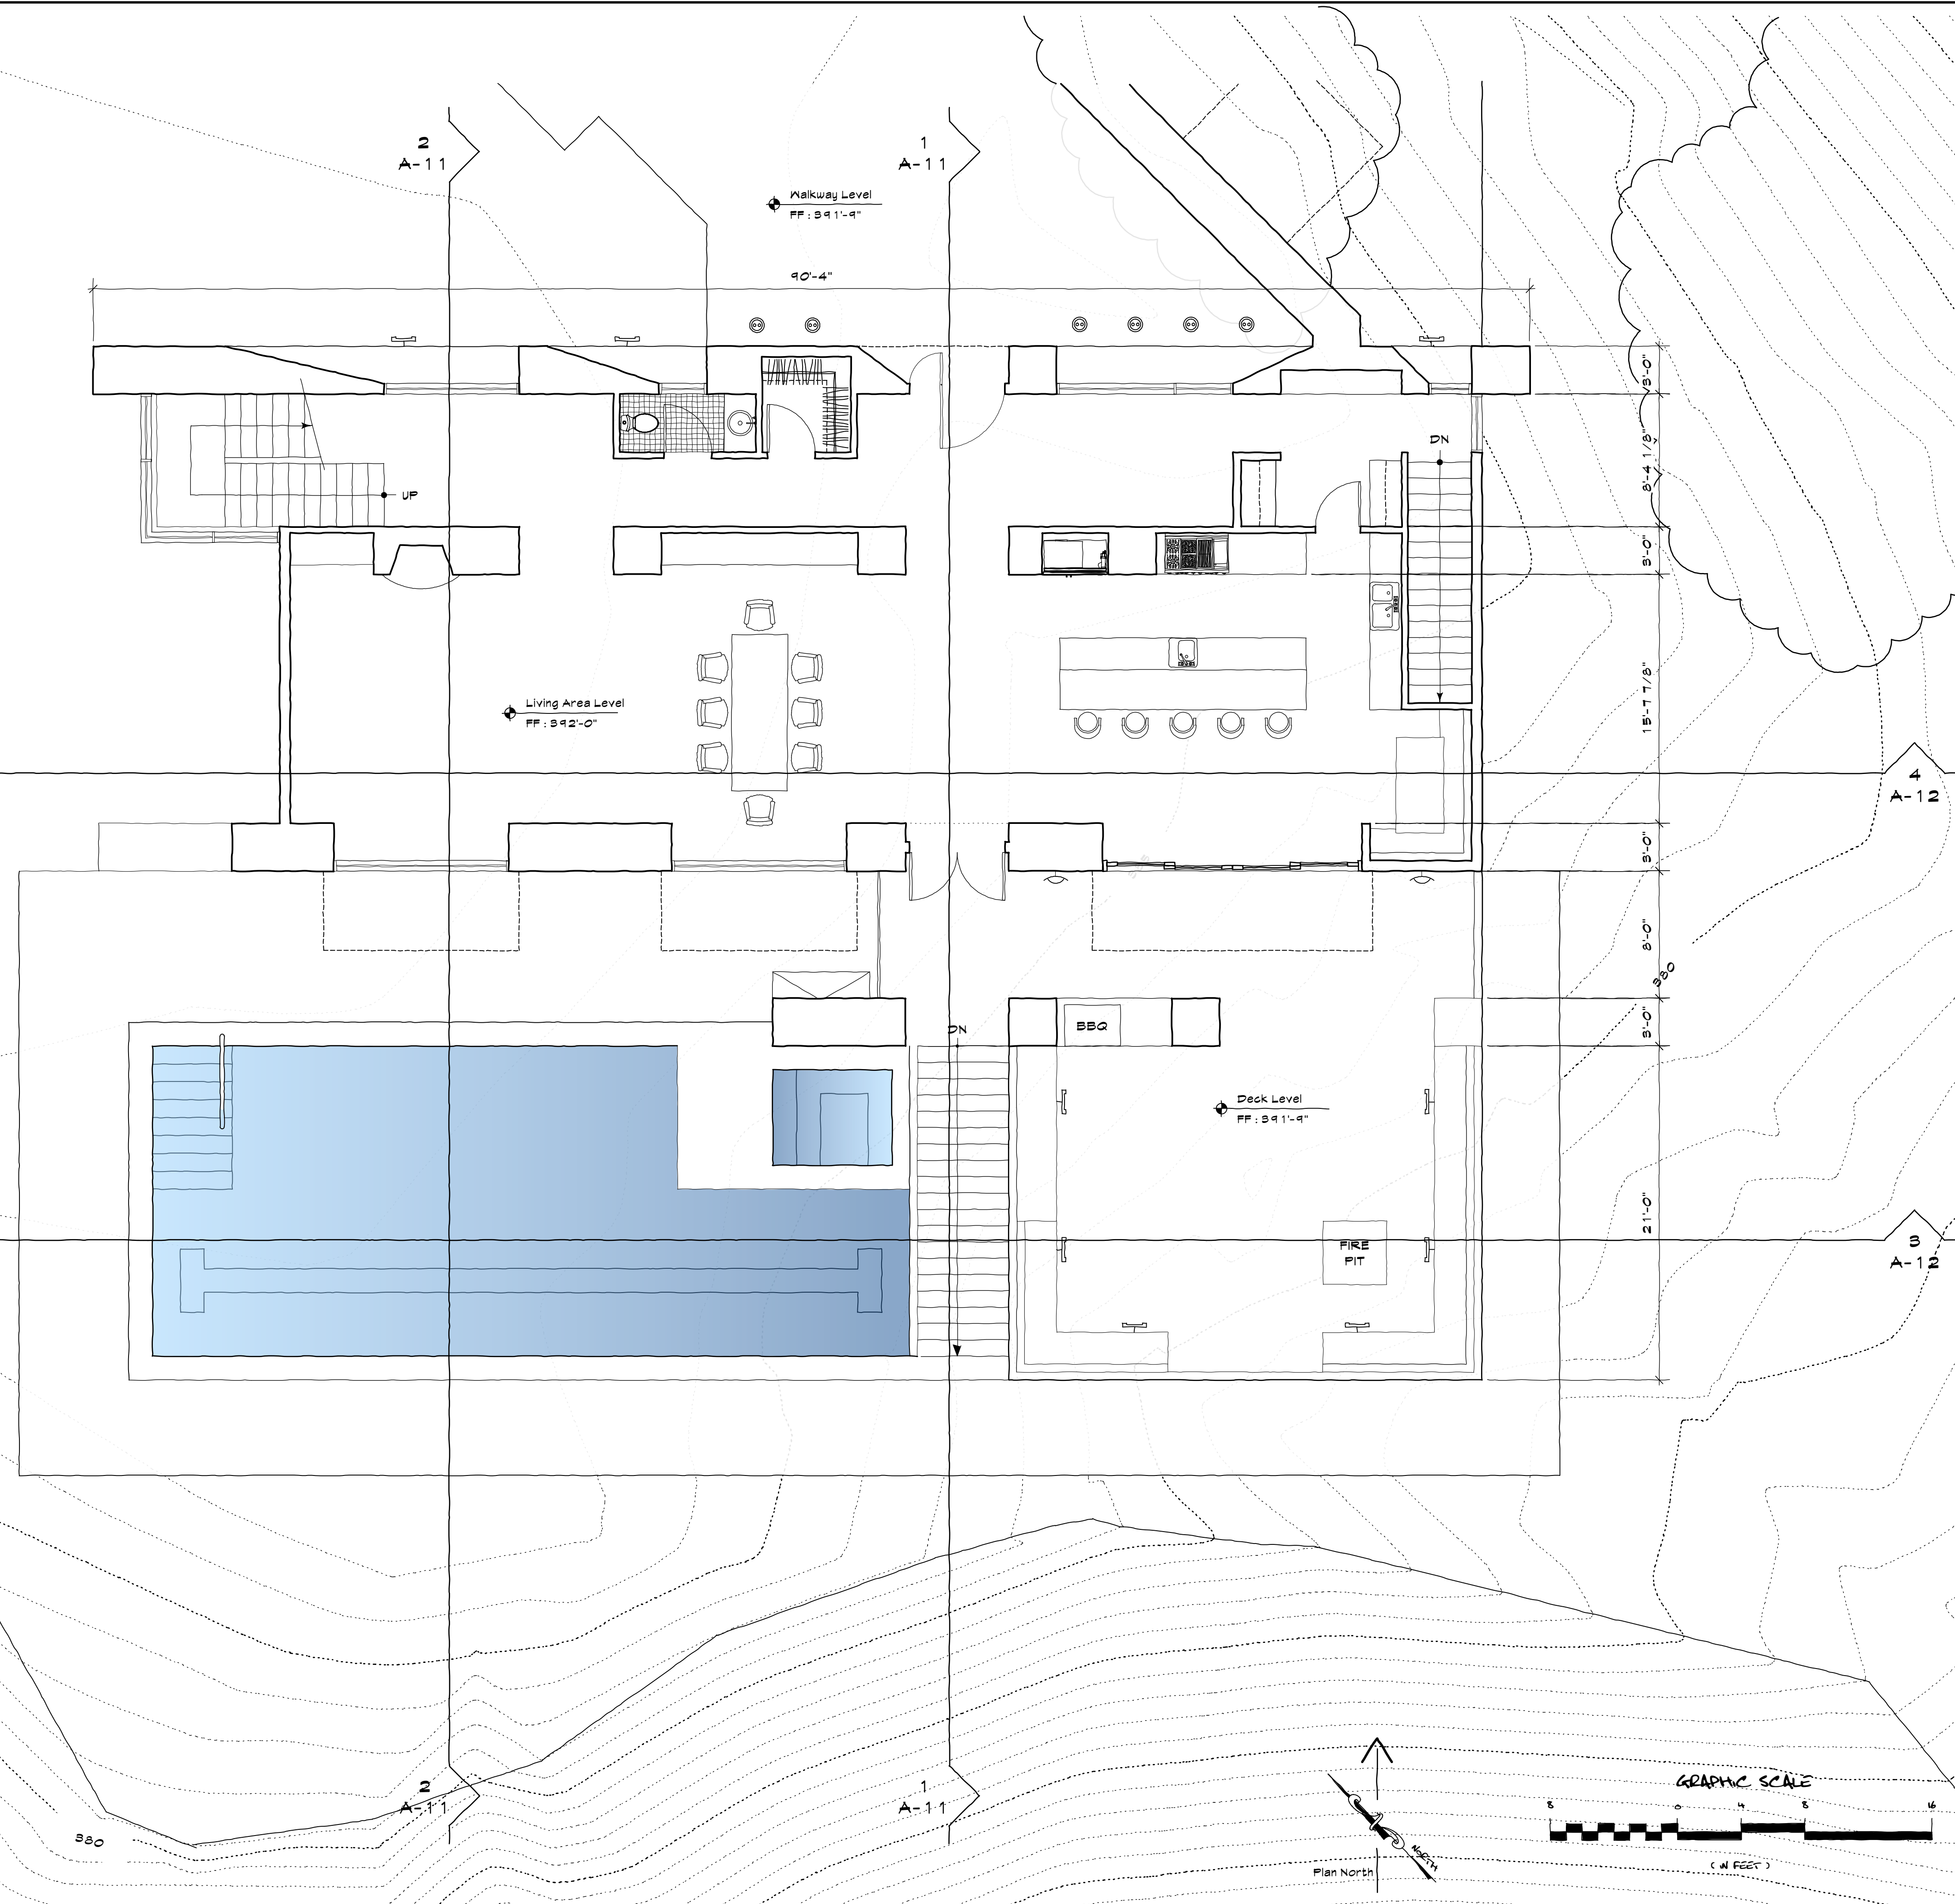 2
A-11
1
A-11
Walkway Level
FF : 391'-9"
90'-4"
3'-0"
DN
8'-4 1/8"
UP
3'-0"
Living Area Level
FF : 392'-0"
15'-7 7/8"
4
A-12
3'-0"
8'-0"
380
DN
BBQ
3'-0"
Deck Level
FF : 391'-9"
21'-0"
FIRE
PIT
3
A-12
2
A-11
1
A-11
380
NORTH
Plan North
GRAPHIC SCALE
8 0 4 8 16
( IN FEET )